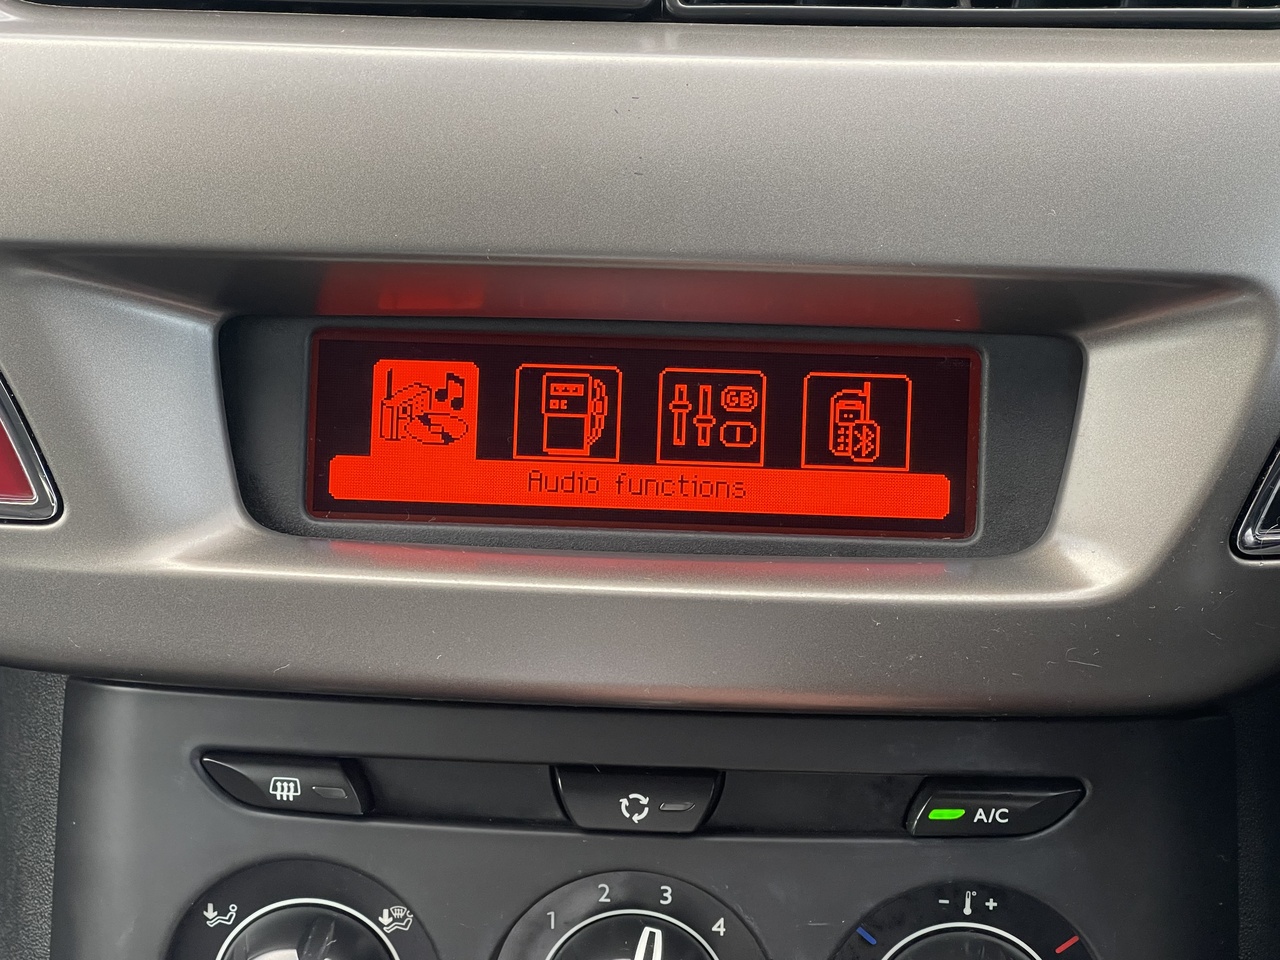 GB
I
Audio functions
A/C
1 2 3 4
- +